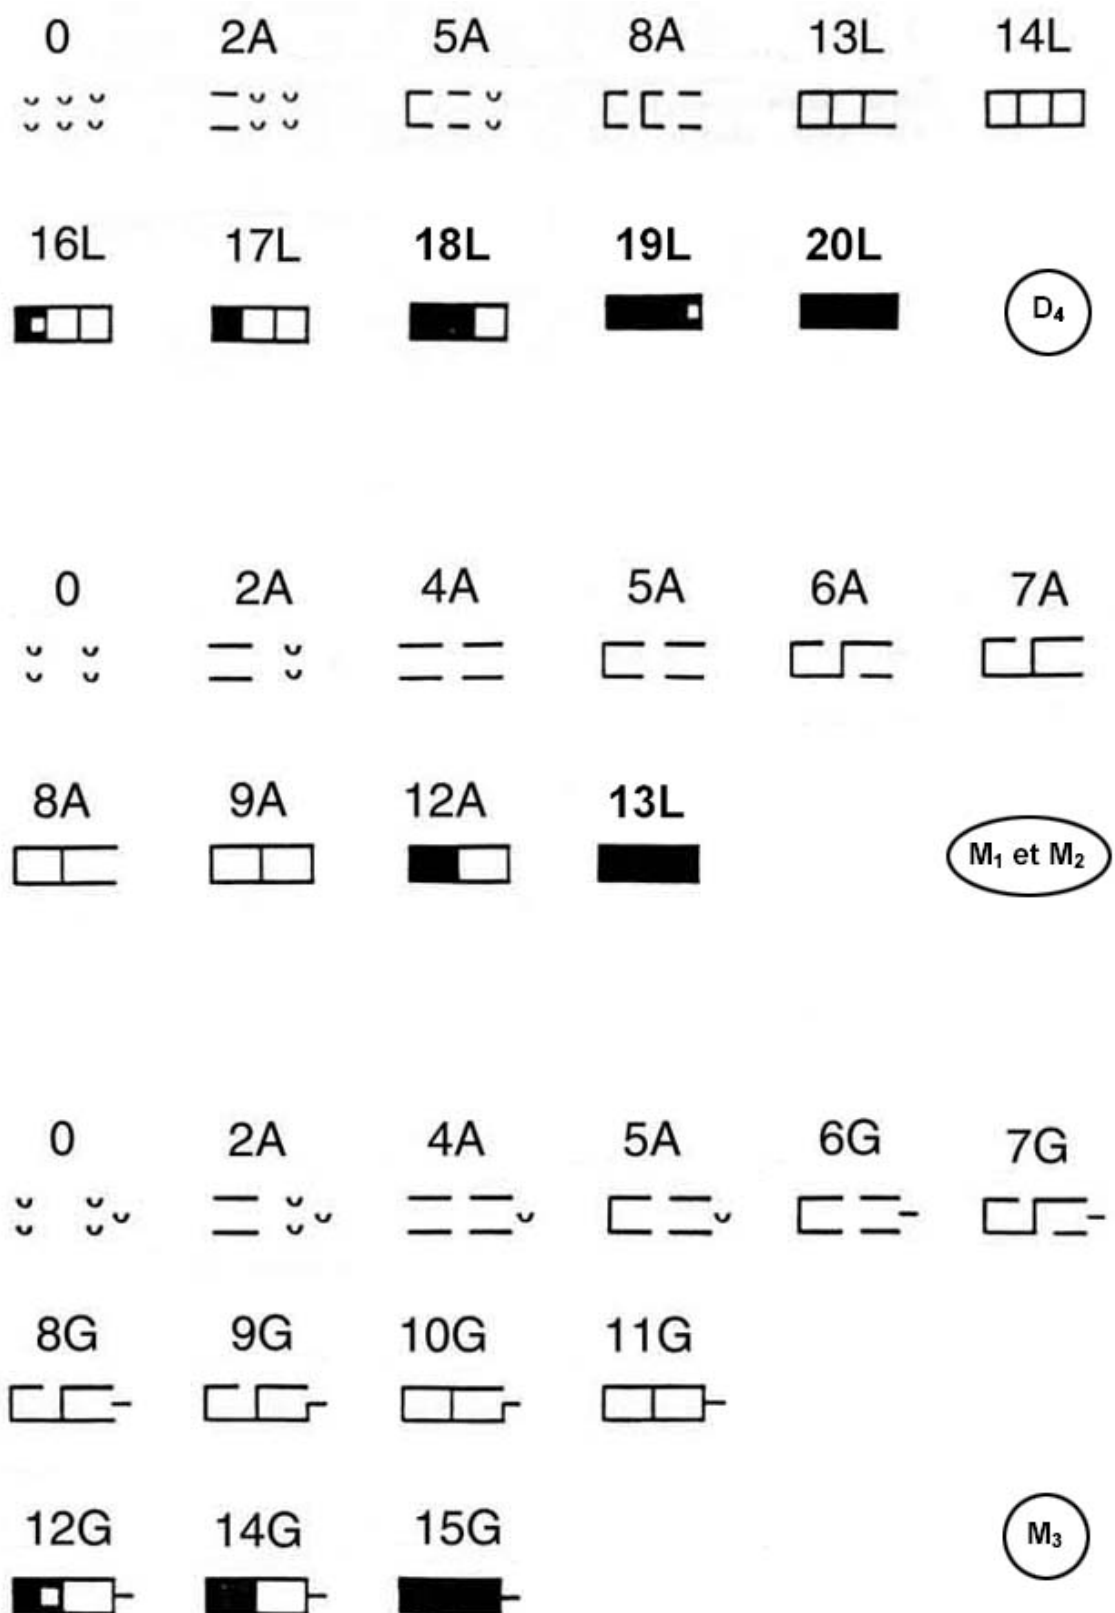 0 2A 5A 8A 13L 14L
16L 17L 18L 19L 20L
D₄
0 2A 4A 5A 6A 7A
8A 9A 12A 13L
M₁ et M₂
0 2A 4A 5A 6G 7G
8G 9G 10G 11G
12G 14G 15G
M₃